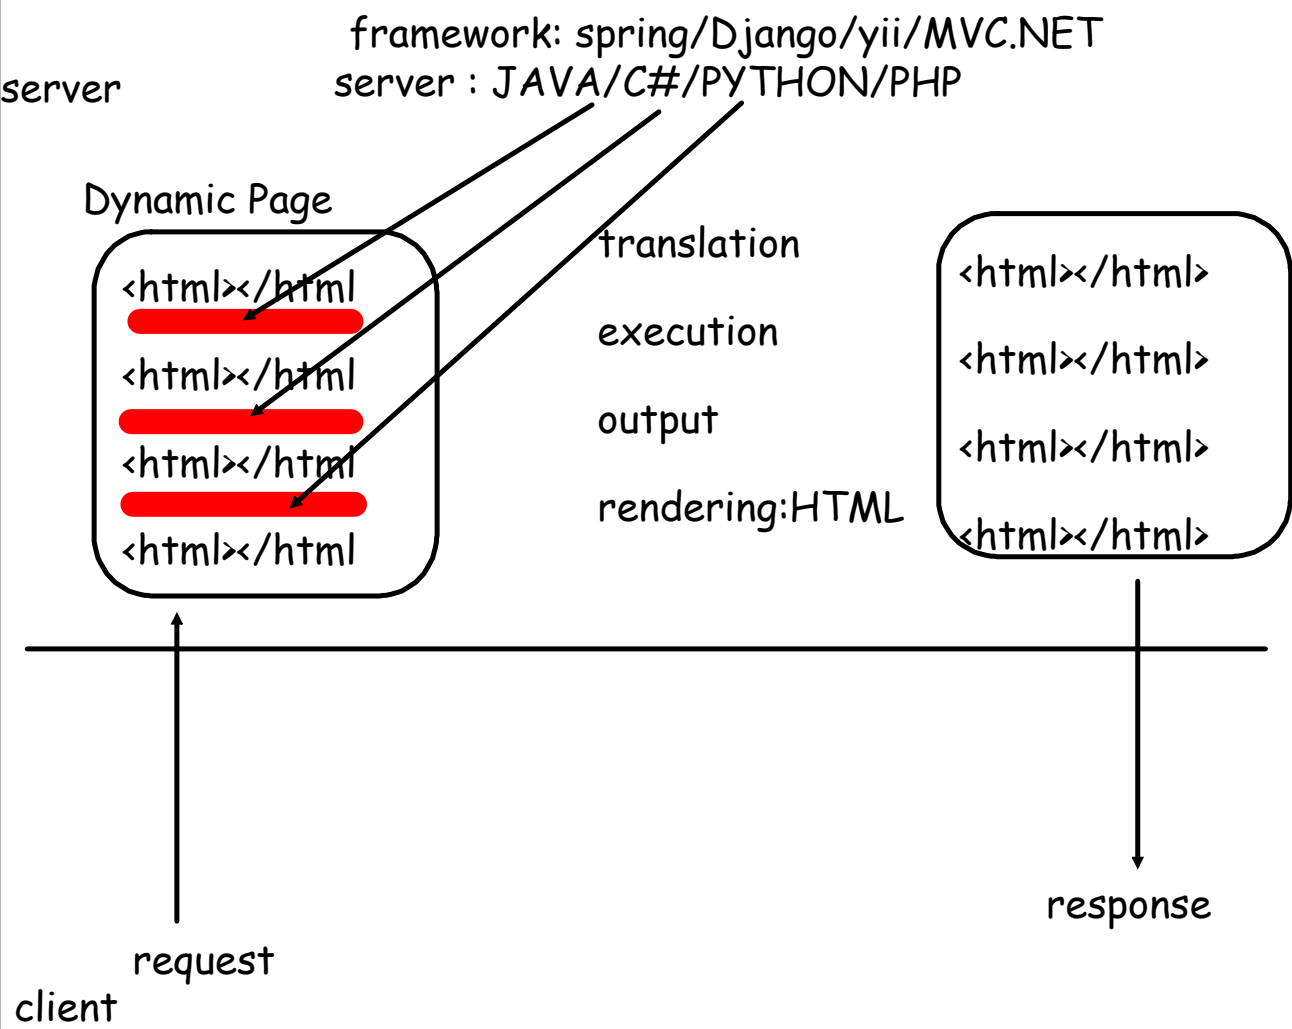 framework: spring/Django/yii/MVC.NET
server
server : JAVA/C#/PYTHON/PHP
Dynamic Page
<html></html
<html></html
<html></html
<html></html
translation
execution
output
rendering:HTML
<html></html>
<html></html>
<html></html>
<html></html>
response
request
client